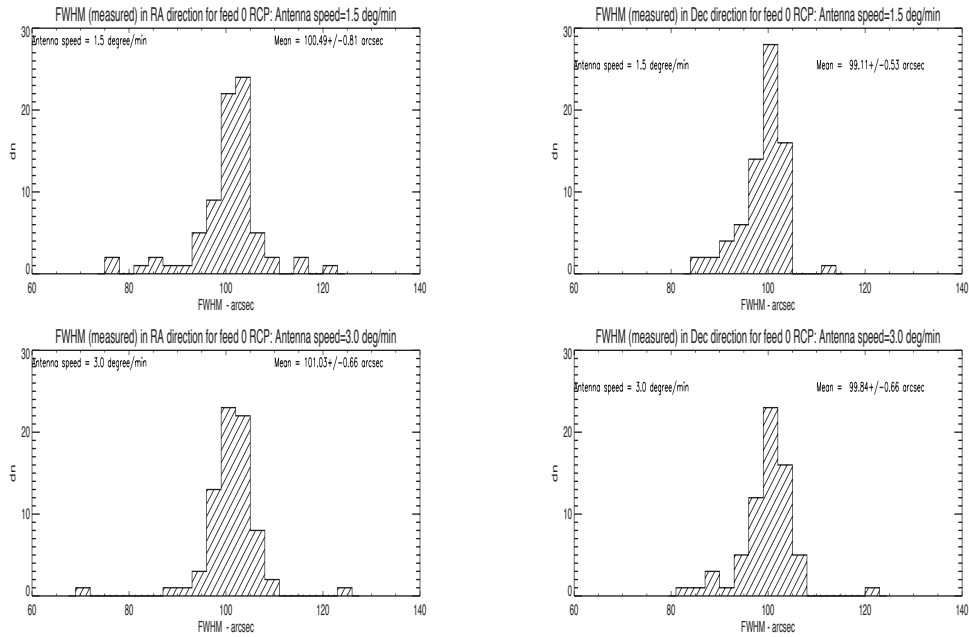 FWHM (measured) in RA direction for feed 0 RCP: Antenna speed=1.5 deg/min
30
20
10
0
dn
Antenna speed = 1.5 degree/min
Mean = 100.49+/-0.81 arcsec
60 80 100 120 140
FWHM - arcsec
FWHM (measured) in Dec direction for feed 0 RCP: Antenna speed=1.5 deg/min
30
20
10
0
dn
Antenna speed = 1.5 degree/min
Mean = 99.11+/-0.53 arcsec
60 80 100 120 140
FWHM - arcsec
FWHM (measured) in RA direction for feed 0 RCP: Antenna speed=3.0 deg/min
30
20
10
0
dn
Antenna speed = 3.0 degree/min
Mean = 101.03+/-0.66 arcsec
60 80 100 120 140
FWHM - arcsec
FWHM (measured) in Dec direction for feed 0 RCP: Antenna speed=3.0 deg/min
30
20
10
0
dn
Antenna speed = 3.0 degree/min
Mean = 99.84+/-0.66 arcsec
60 80 100 120 140
FWHM - arcsec